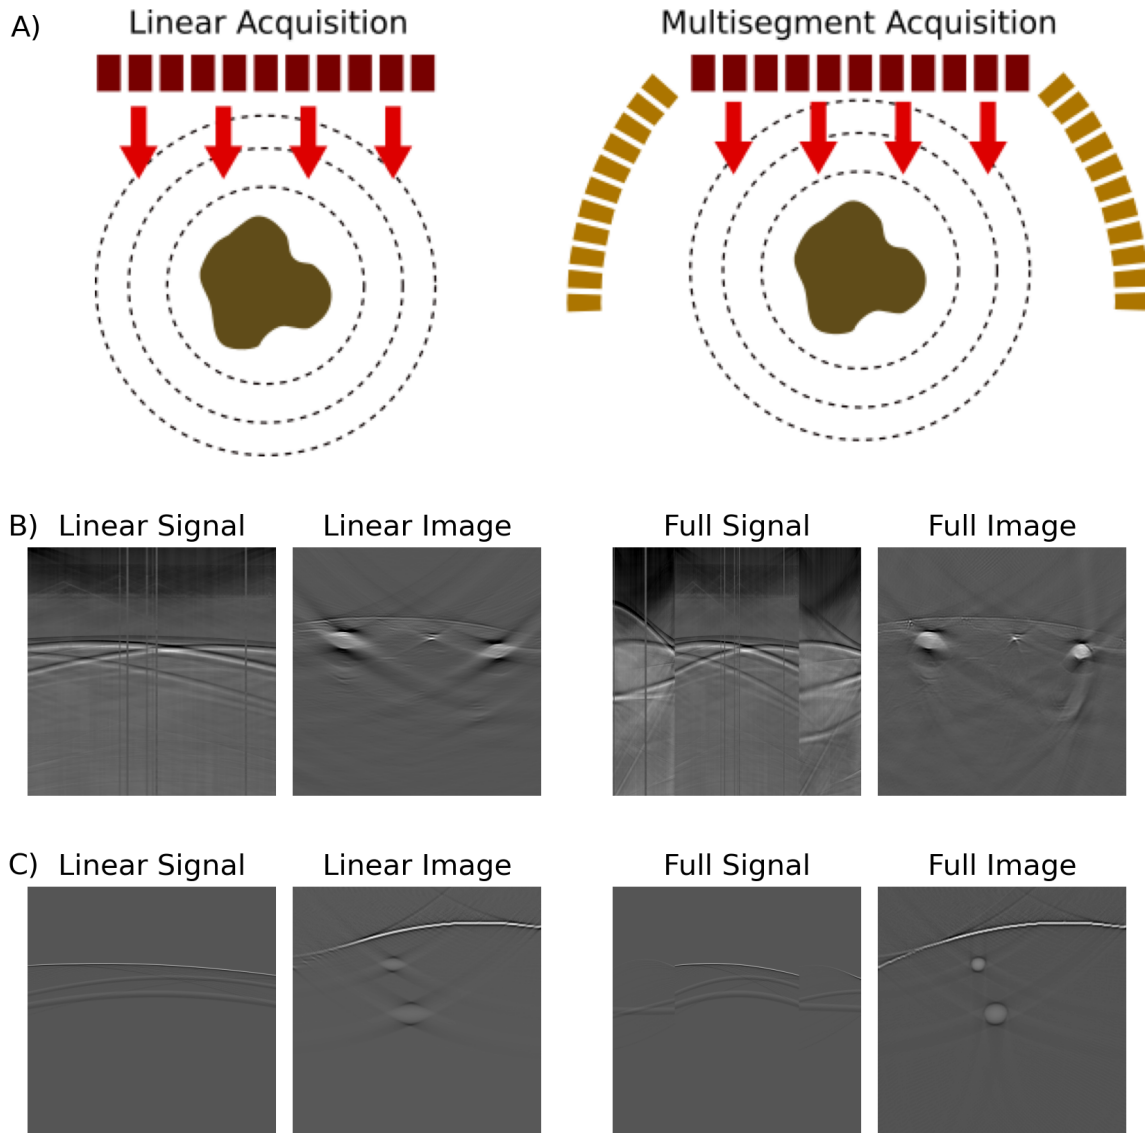 A)
Linear Acquisition
Multisegment Acquisition
B)
Linear Signal
Linear Image
Full Signal
Full Image
C)
Linear Signal
Linear Image
Full Signal
Full Image